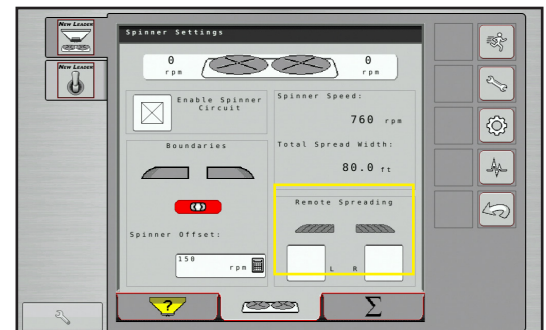 NEW LEADER
NEW LEADER
Spinner Settings
0
rpm
0
rpm
Enable Spinner
Circuit
Boundaries
Spinner Offset:
150
rpm
Spinner Speed:
760 rpm
Total Spread Width:
80.0 ft
Remote Spreading
L R
?
Σ